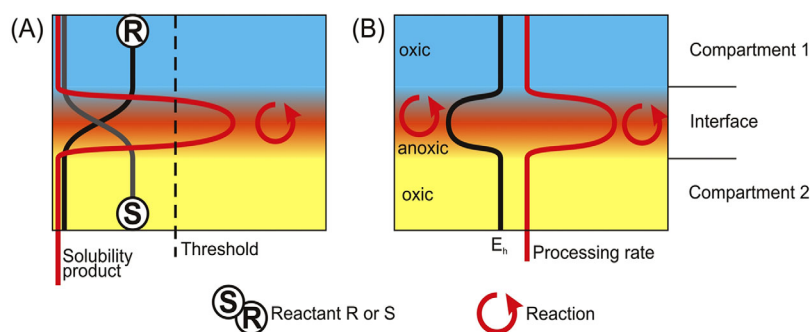 (A)
R
S
Solubility
product
Threshold
(B)
oxic
anoxic
oxic
Eh
Processing rate
Compartment 1
Interface
Compartment 2
S
R
Reactant R or S
Reaction